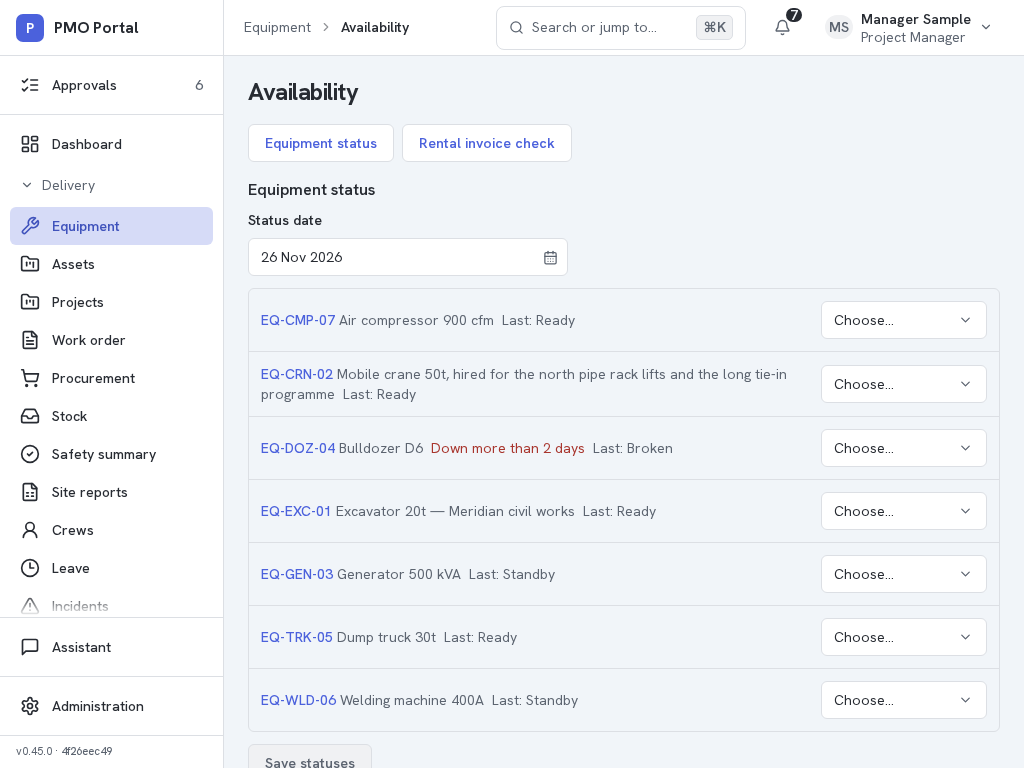 P PMO Portal
Equipment > Availability
Search or jump to... ⌘K
7
MS
Manager Sample
Project Manager
Approvals 6
Dashboard
Delivery
Equipment
Assets
Projects
Work order
Procurement
Stock
Safety summary
Site reports
Crews
Leave
Incidents
Assistant
Administration
v0.45.0 · 4f26eec49
Availability
Equipment status
Rental invoice check
Equipment status
Status date
26 Nov 2026
EQ-CMP-07 Air compressor 900 cfm Last: Ready
Choose...
EQ-CRN-02 Mobile crane 50t, hired for the north pipe rack lifts and the long tie-in
programme Last: Ready
Choose...
EQ-DOZ-04 Bulldozer D6 Down more than 2 days Last: Broken
Choose...
EQ-EXC-01 Excavator 20t — Meridian civil works Last: Ready
Choose...
EQ-GEN-03 Generator 500 kVA Last: Standby
Choose...
EQ-TRK-05 Dump truck 30t Last: Ready
Choose...
EQ-WLD-06 Welding machine 400A Last: Standby
Choose...
Save statuses